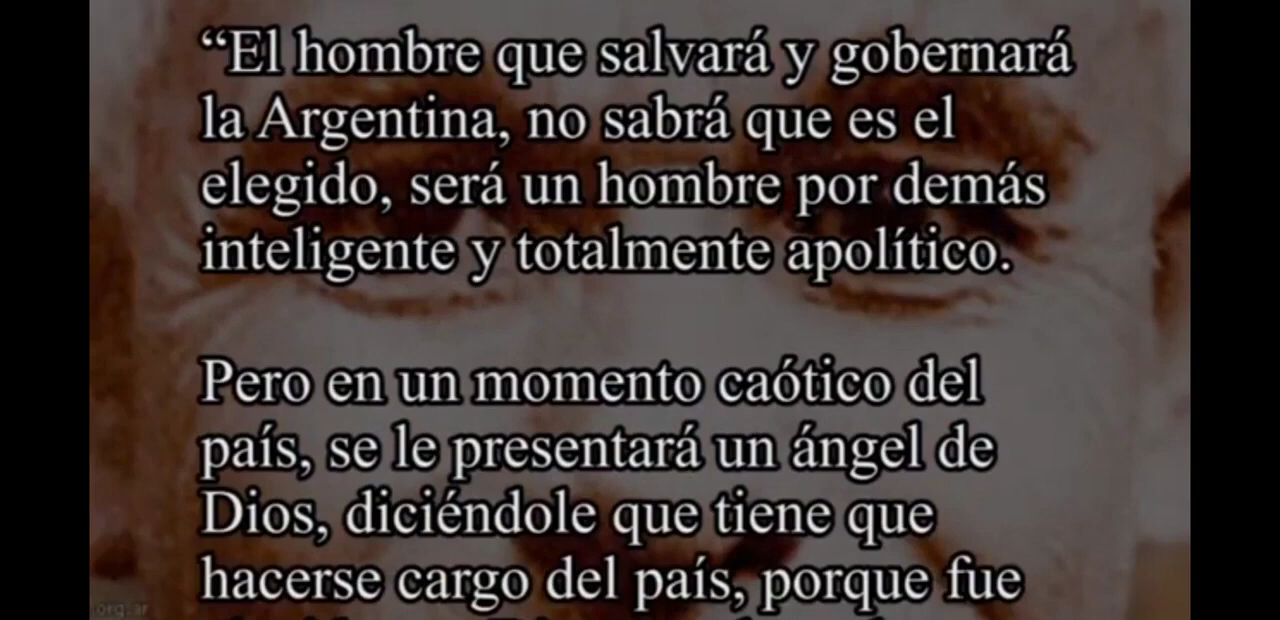 “El hombre que salvará y gobernará
la Argentina, no sabrá que es el
elegido, será un hombre por demás
inteligente y totalmente apolítico.
Pero en un momento caótico del
país, se le presentará un ángel de
Dios, diciéndole que tiene que
hacerse cargo del país, porque fue
org.ar